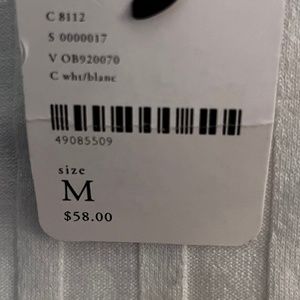 C 8112
S 0000017
V OB920070
C wht/blanc
49085509
size
M
$58.00